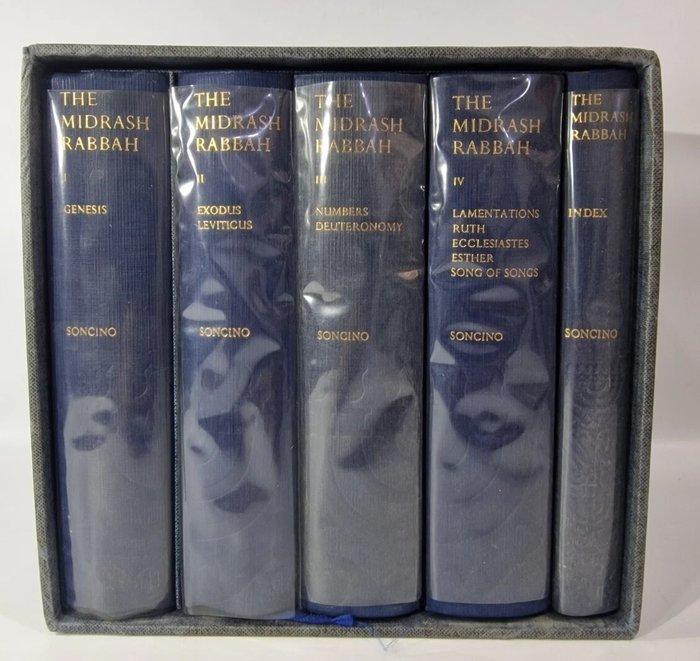 THE
MIDRASH
RABBAH
I
GENESIS
SONCINO
THE
MIDRASH
RABBAH
II
EXODUS
LEVITICUS
SONCINO
THE
MIDRASH
RABBAH
III
NUMBERS
DEUTERONOMY
SONCINO
THE
MIDRASH
RABBAH
IV
LAMENTATIONS
RUTH
ECCLESIASTES
ESTHER
SONG OF SONGS
SONCINO
THE
MIDRASH
RABBAH
INDEX
SONCINO